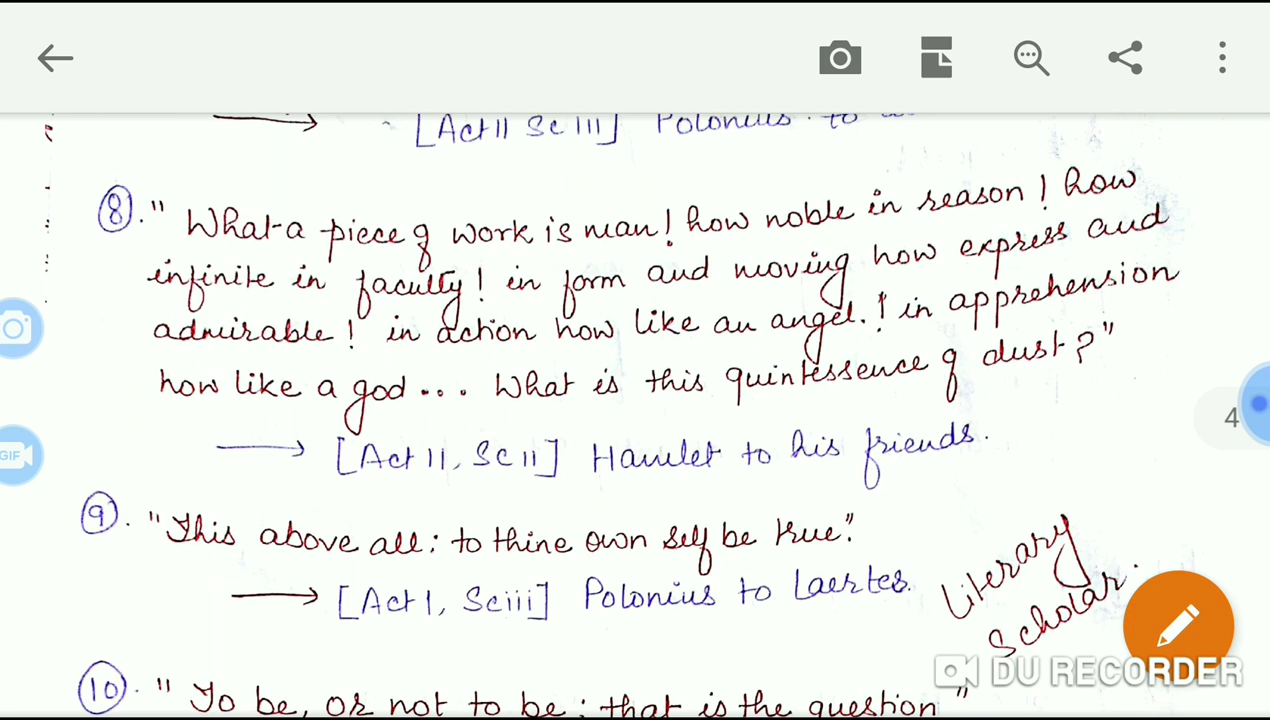 [Act II Sc III] Polonius to
8. " What a piece of work is man! how noble in reason! how
infinite in faculty! in form and moving how express and
admirable! in action how like an angel.! in apprehension
how like a god... What is this quintessence of dust?"
[Act II, Sc II] Hamlet to his friends.
4
GIF
9. "This above all: to thine own self be true".
[Act I, Sc iii] Polonius to Laertes.
Literary
Scholar.
DU RECORDER
10. " To be, or not to be : that is the question "